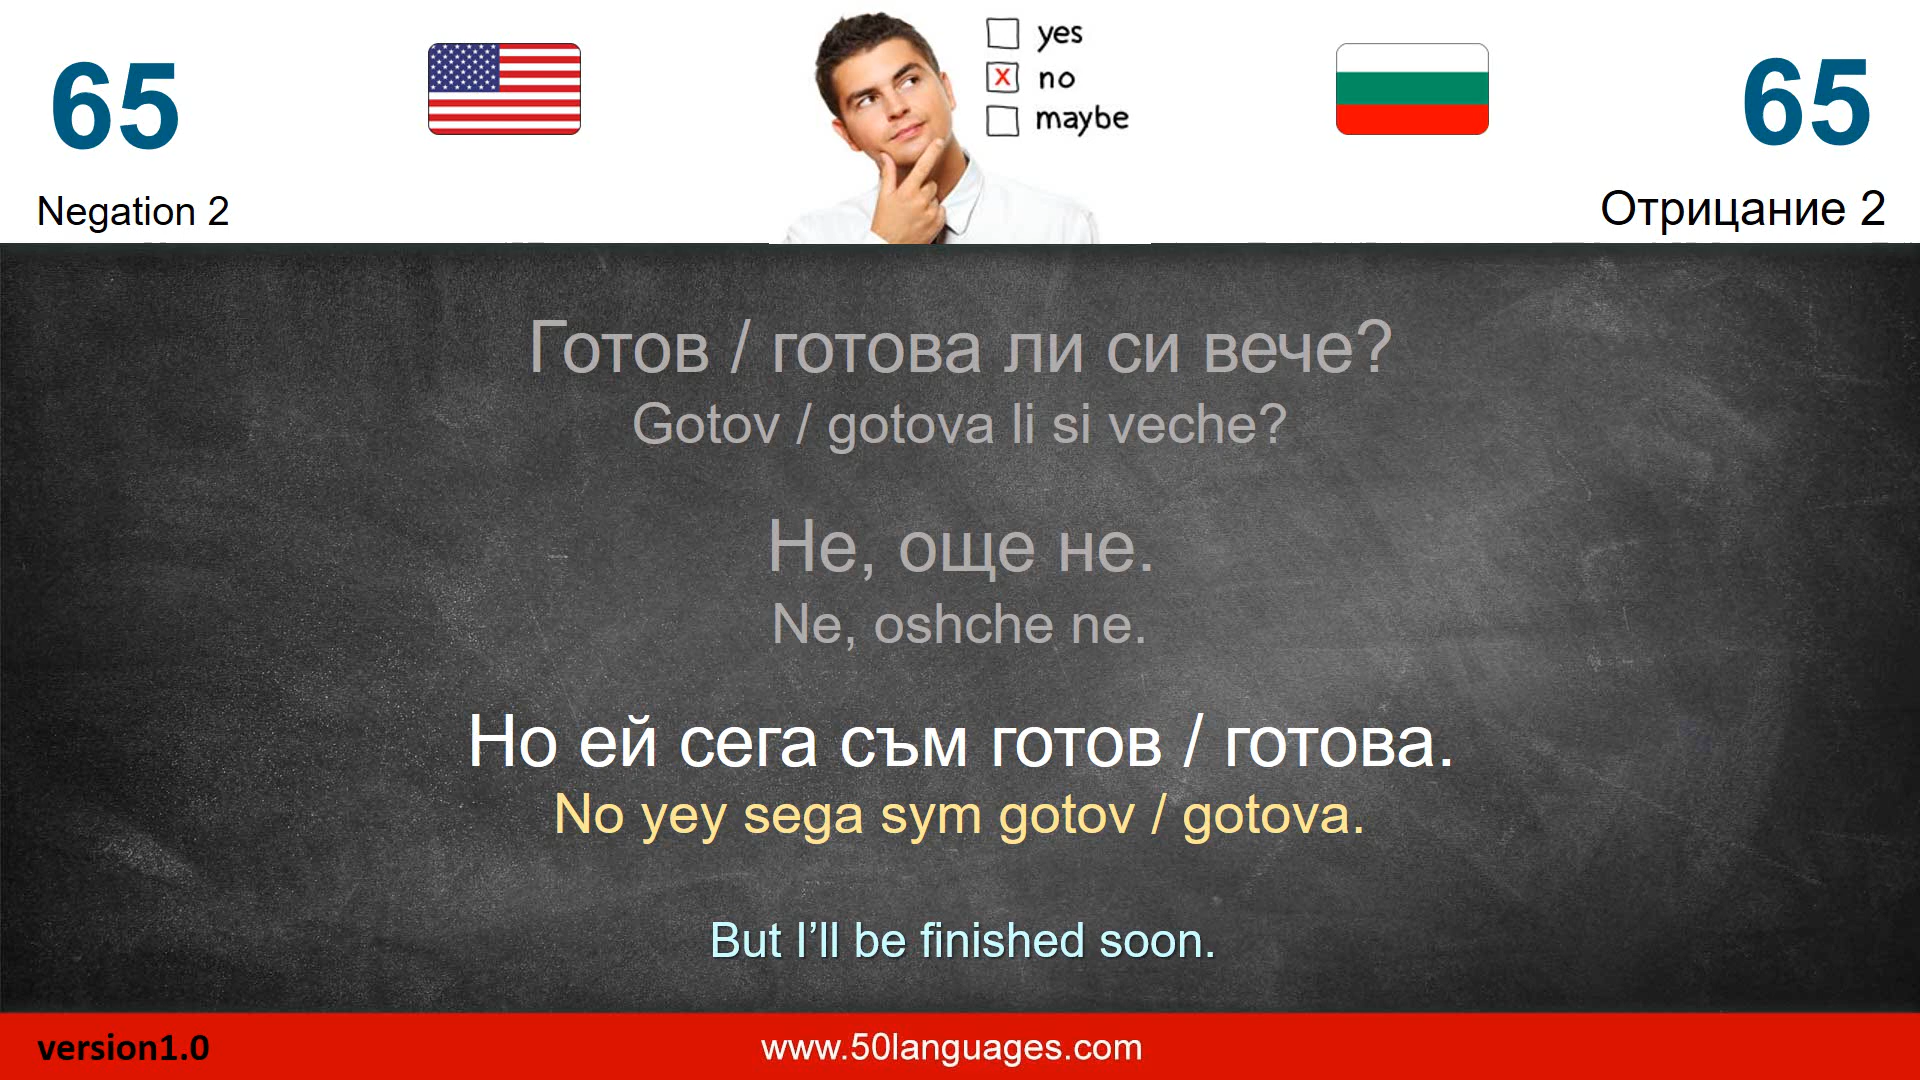 65
yes
no
maybe
65
Negation 2
Отрицание 2
Готов / готова ли си вече?
Gotov / gotova li si veche?
Не, още не.
Ne, oshche ne.
Но ей сега съм готов / готова.
No yey sega sym gotov / gotova.
But I’ll be finished soon.
version1.0
www.50languages.com